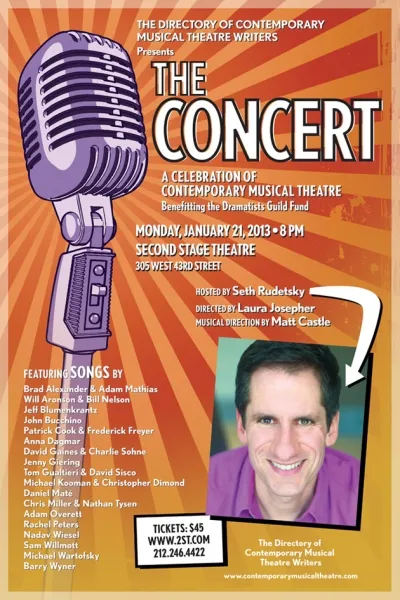 THE DIRECTORY OF CONTEMPORARY
MUSICAL THEATRE WRITERS
Presents
THE
CONCERT
A CELEBRATION OF
CONTEMPORARY MUSICAL THEATRE
Benefitting the Dramatists Guild Fund
MONDAY, JANUARY 21, 2013 • 8 PM
SECOND STAGE THEATRE
305 WEST 43RD STREET
HOSTED BY Seth Rudetsky
DIRECTED BY Laura Josepher
MUSICAL DIRECTION BY Matt Castle
FEATURING SONGS BY
Brad Alexander & Adam Mathias
Will Aronson & Bill Nelson
Jeff Blumenkrantz
John Bucchino
Patrick Cook & Frederick Freyer
Anna Dagmar
David Gaines & Charlie Sohne
Jenny Giering
Tom Gualtieri & David Sisco
Michael Kooman & Christopher Dimond
Daniel Maté
Chris Miller & Nathan Tysen
Adam Overett
Rachel Peters
Nadav Wiesel
Sam Willmott
Michael Wartofsky
Barry Wyner
TICKETS: $45
WWW.2ST.COM
212.246.4422
The Directory of
Contemporary Musical
Theatre Writers
www.contemporarymusicaltheatre.com